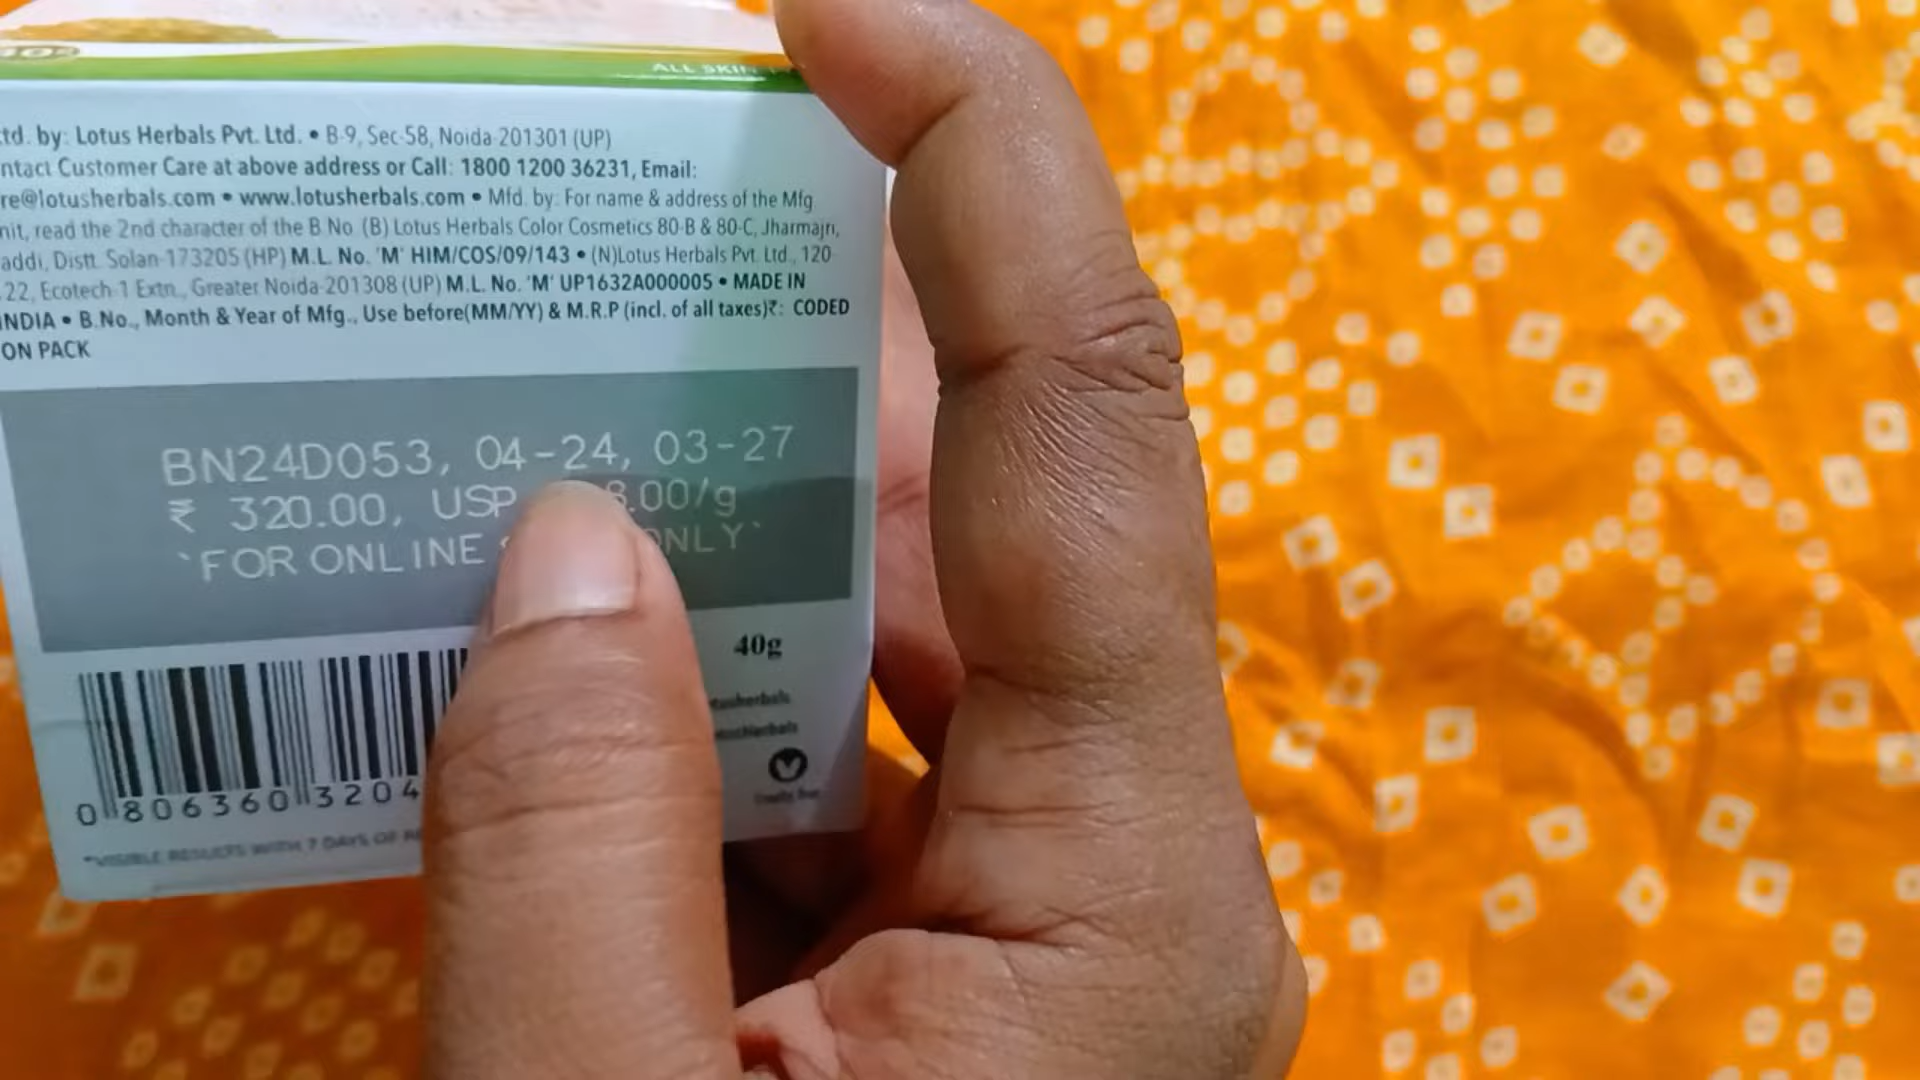 ALL SKIN
td. by: Lotus Herbals Pvt. Ltd. • B-9, Sec-58, Noida-201301 (UP)
ntact Customer Care at above address or Call: 1800 1200 36231, Email:
re@lotusherbals.com • www.lotusherbals.com • Mfd. by: For name & address of the Mfg
nit, read the 2nd character of the B.No. (B) Lotus Herbals Color Cosmetics 80-B & 80-C, Jharmajri,
addi, Distt. Solan-173205 (HP) M.L. No. 'M' HIM/COS/09/143 • (N)Lotus Herbals Pvt. Ltd., 120-
22, Ecotech-1 Extn., Greater Noida-201308 (UP) M.L. No. 'M' UP1632A000005 • MADE IN
INDIA • B.No., Month & Year of Mfg., Use before(MM/YY) & M.R.P (incl. of all taxes)₹: CODED
ON PACK
BN24D053, 04-24, 03-27
₹ 320.00, USP 8.00/g
`FOR ONLINE ONLY`
40g
tusherbals
otusHerbals
0 806360 3204
Cruelty free
*VISIBLE RESULTS WITH 7 DAYS OF